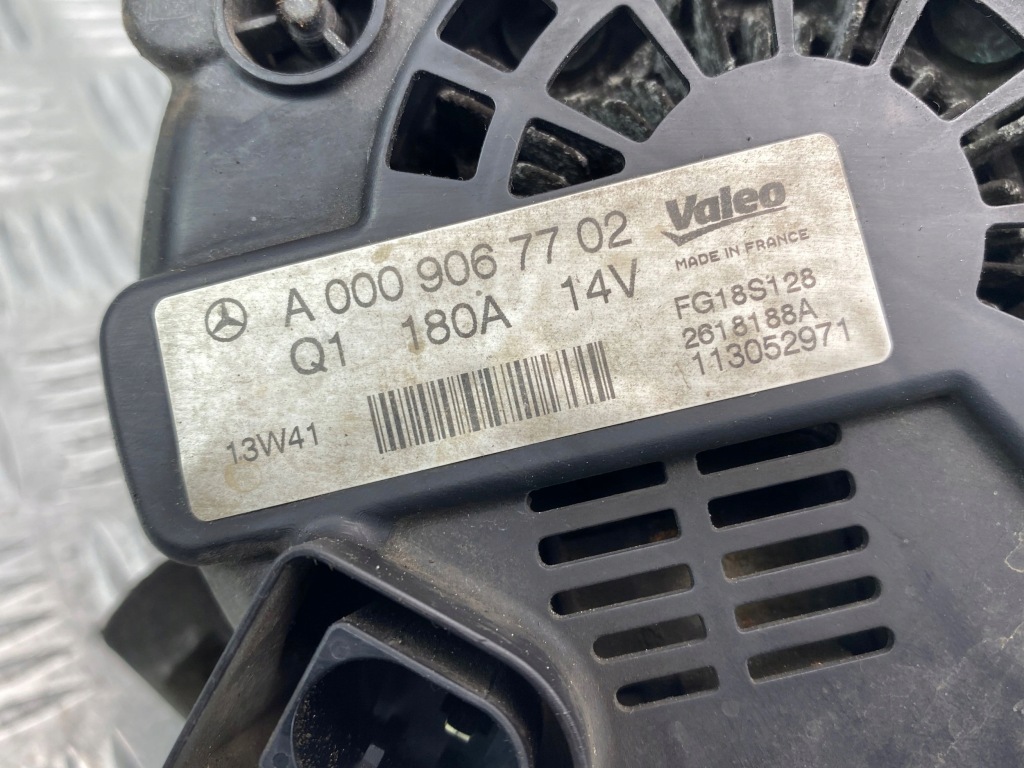 A 000 906 77 02
Q1 180A 14V
13W41
Valeo
MADE IN FRANCE
FG18S128
2618188A
113052971